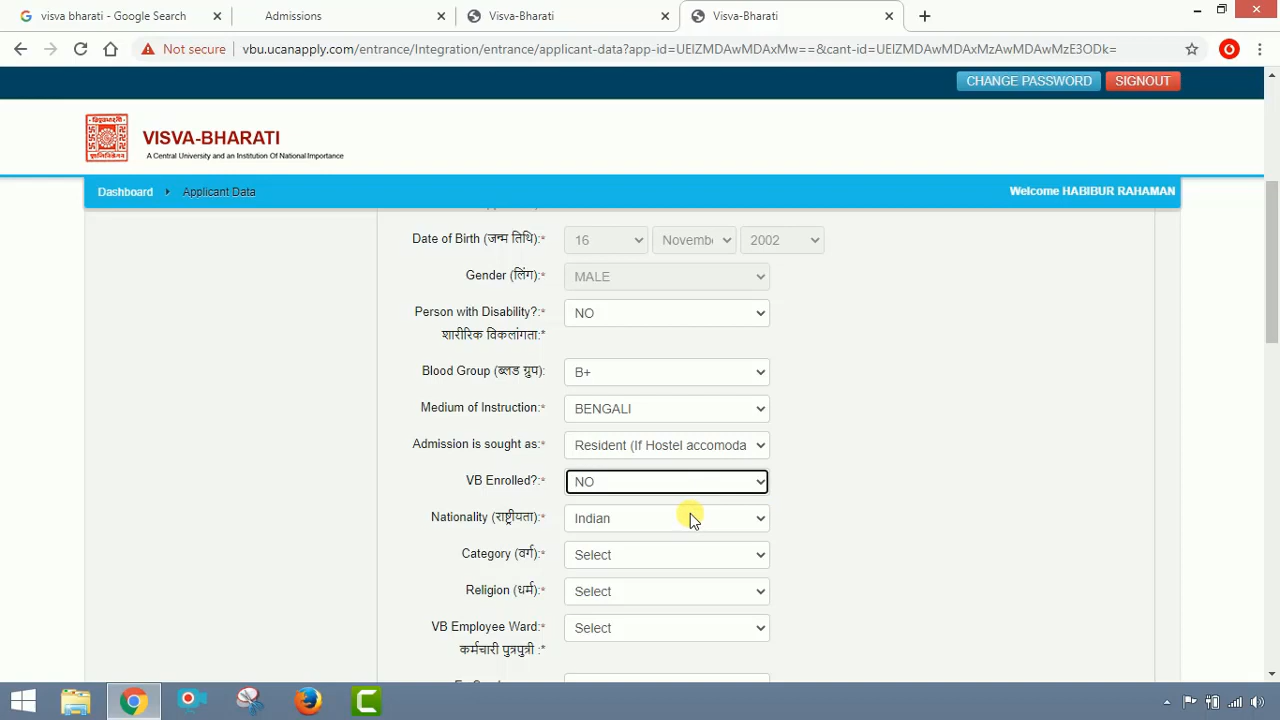 visva bharati - Google Search
Admissions
Visva-Bharati
Visva-Bharati
Not secure
vbu.ucanapply.com/entrance/Integration/entrance/applicant-data?app-id=UElZMDAwMDAxMw==&cant-id=UElZMDAwMDAxMzAwMDAwMzE3ODk=
CHANGE PASSWORD
SIGNOUT
VISVA-BHARATI
A Central University and an Institution Of National Importance
Dashboard
Applicant Data
Welcome HABIBUR RAHAMAN
Date of Birth (जन्म तिथि):* 16 Novembe 2002
Gender (लिंग):* MALE
Person with Disability?:* NO
शारीरिक विकलांगता:*
Blood Group (ब्लड ग्रुप): B+
Medium of Instruction:* BENGALI
Admission is sought as:* Resident (If Hostel accomoda
VB Enrolled?:* NO
Nationality (राष्ट्रीयता):* Indian
Category (वर्ग):* Select
Religion (धर्म):* Select
VB Employee Ward:* Select
कर्मचारी पुत्रपुत्री :*